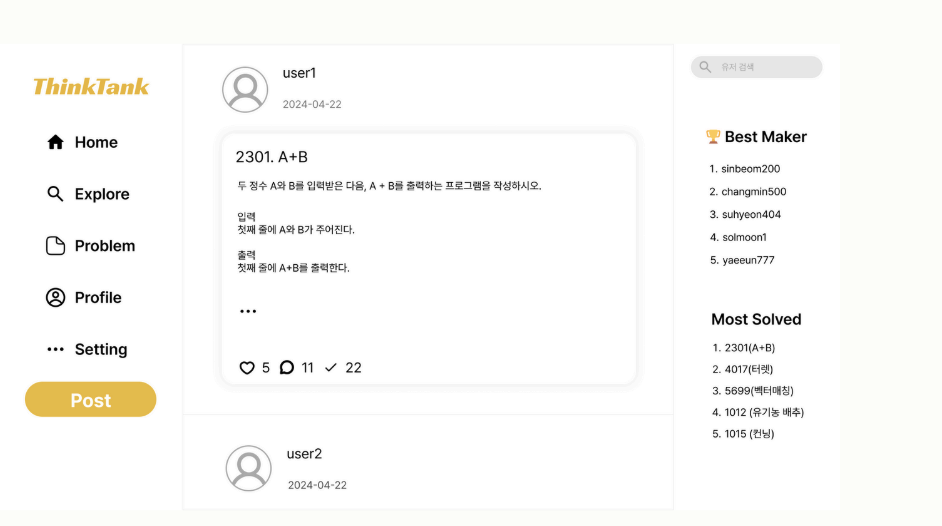 ThinkTank
Home
Explore
Problem
Profile
Setting
Post
user1
2024-04-22
2301. A+B
두 정수 A와 B를 입력받은 다음, A + B를 출력하는 프로그램을 작성하시오.
입력
첫째 줄에 A와 B가 주어진다.
출력
첫째 줄에 A+B를 출력한다.
...
5 11 22
user2
2024-04-22
유저 검색
Best Maker
1. sinbeom200
2. changmin500
3. suhyeon404
4. solmoon1
5. yaeeun777
Most Solved
1. 2301(A+B)
2. 4017(터렛)
3. 5699(벡터매칭)
4. 1012 (유기농 배추)
5. 1015 (컨닝)